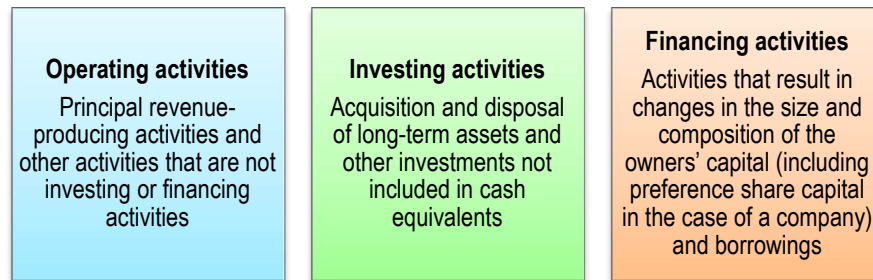 Operating activities
Principal revenue-
producing activities and
other activities that are not
investing or financing
activities
Investing activities
Acquisition and disposal
of long-term assets and
other investments not
included in cash
equivalents
Financing activities
Activities that result in
changes in the size and
composition of the
owners’ capital (including
preference share capital
in the case of a company)
and borrowings